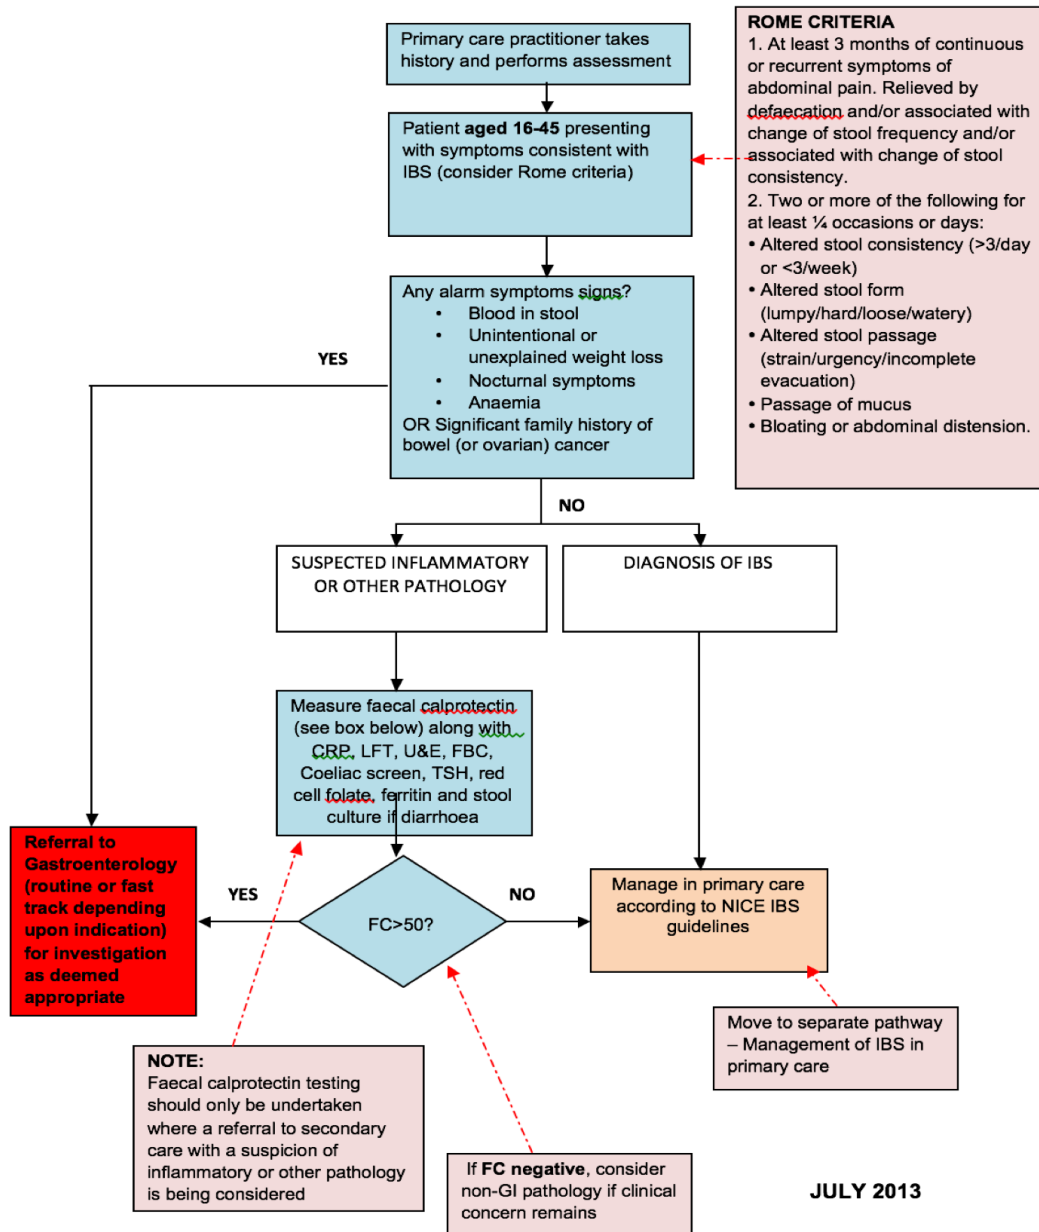 Primary care practitioner takes
history and performs assessment
ROME CRITERIA
1. At least 3 months of continuous
or recurrent symptoms of
abdominal pain. Relieved by
defaecation and/or associated with
change of stool frequency and/or
associated with change of stool
consistency.
2. Two or more of the following for
at least ¼ occasions or days:
• Altered stool consistency (>3/day
or <3/week)
• Altered stool form
(lumpy/hard/loose/watery)
• Altered stool passage
(strain/urgency/incomplete
evacuation)
• Passage of mucus
• Bloating or abdominal distension.
Patient aged 16-45 presenting
with symptoms consistent with
IBS (consider Rome criteria)
Any alarm symptoms signs?
• Blood in stool
• Unintentional or
unexplained weight loss
• Nocturnal symptoms
• Anaemia
OR Significant family history of
bowel (or ovarian) cancer
YES
NO
SUSPECTED INFLAMMATORY
OR OTHER PATHOLOGY
DIAGNOSIS OF IBS
Measure faecal calprotectin
(see box below) along with
CRP, LFT, U&E, FBC,
Coeliac screen, TSH, red
cell folate, ferritin and stool
culture if diarrhoea
Referral to
Gastroenterology
(routine or fast
track depending
upon indication)
for investigation
as deemed
appropriate
YES
FC>50?
NO
Manage in primary care
according to NICE IBS
guidelines
Move to separate pathway
– Management of IBS in
primary care
NOTE:
Faecal calprotectin testing
should only be undertaken
where a referral to secondary
care with a suspicion of
inflammatory or other pathology
is being considered
If FC negative, consider
non-GI pathology if clinical
concern remains
JULY 2013